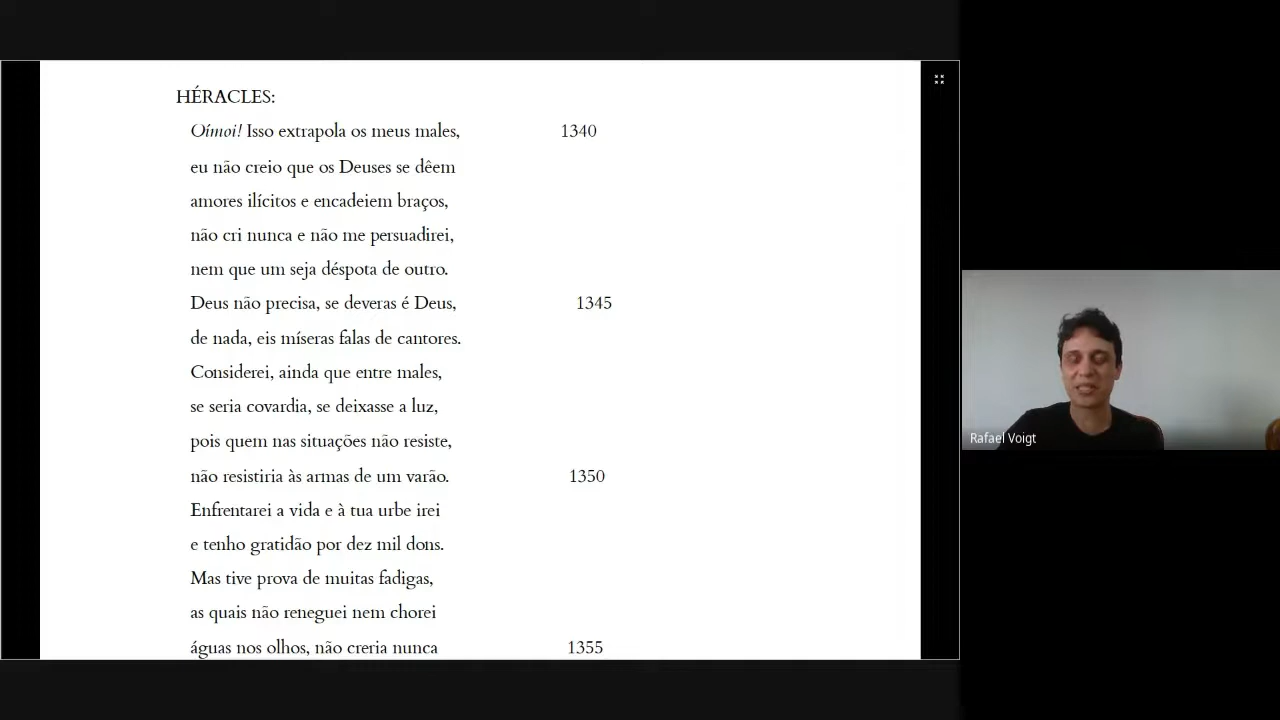 HÉRACLES:
Oímoi! Isso extrapola os meus males, 1340
eu não creio que os Deuses se dêem
amores ilícitos e encadeiem braços,
não cri nunca e não me persuadirei,
nem que um seja déspota de outro.
Deus não precisa, se deveras é Deus, 1345
de nada, eis míseras falas de cantores.
Considerei, ainda que entre males,
se seria covardia, se deixasse a luz,
pois quem nas situações não resiste,
não resistiria às armas de um varão. 1350
Enfrentarei a vida e à tua urbe irei
e tenho gratidão por dez mil dons.
Mas tive prova de muitas fadigas,
as quais não reneguei nem chorei
águas nos olhos, não creria nunca 1355
Rafael Voigt